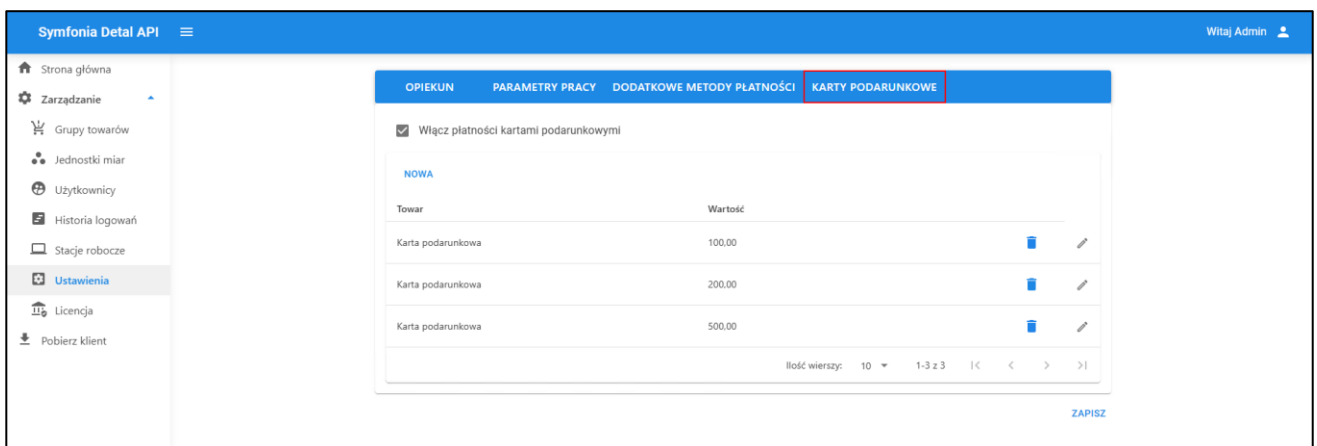 Symfonia Detal API
Witaj Admin
Strona główna
Zarządzanie
Grupy towarów
Jednostki miar
Użytkownicy
Historia logowań
Stacje robocze
Ustawienia
Licencja
Pobierz klient
OPIEKUN PARAMETRY PRACY DODATKOWE METODY PŁATNOŚCI KARTY PODARUNKOWE
Włącz płatności kartami podarunkowymi
NOWA
Towar Wartość
Karta podarunkowa 100,00
Karta podarunkowa 200,00
Karta podarunkowa 500,00
Ilość wierszy: 10 1-3 z 3
ZAPISZ